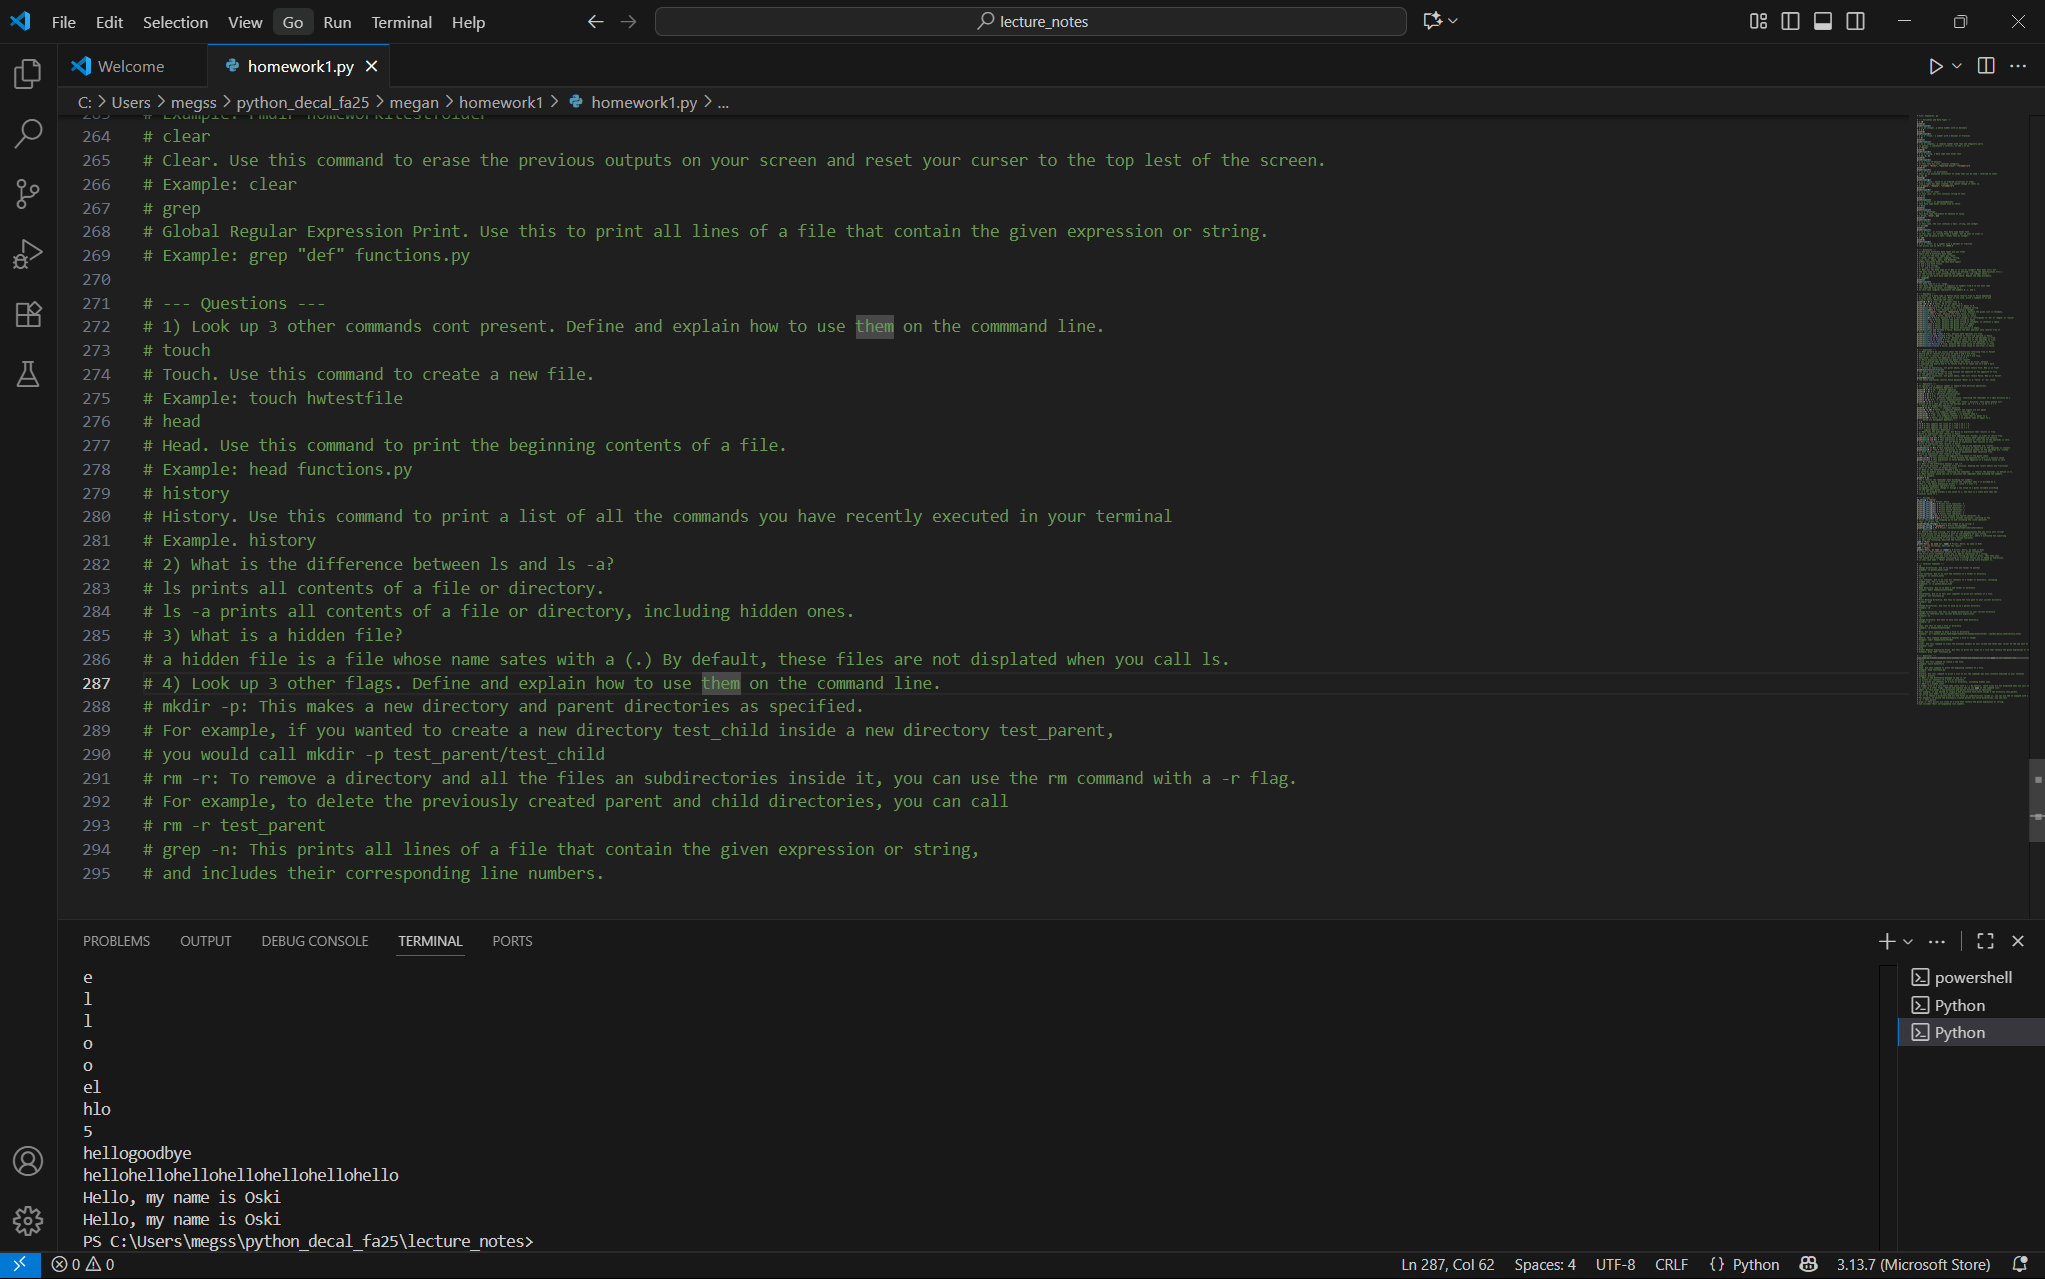 File Edit Selection View Go Run Terminal Help
lecture_notes
Welcome
homework1.py
C: > Users > megss > python_decal_fa25 > megan > homework1 > homework1.py > ...
264 # clear
265 # Clear. Use this command to erase the previous outputs on your screen and reset your curser to the top lest of the screen.
266 # Example: clear
267 # grep
268 # Global Regular Expression Print. Use this to print all lines of a file that contain the given expression or string.
269 # Example: grep "def" functions.py
270
271 # --- Questions ---
272 # 1) Look up 3 other commands cont present. Define and explain how to use them on the commmand line.
273 # touch
274 # Touch. Use this command to create a new file.
275 # Example: touch hwtestfile
276 # head
277 # Head. Use this command to print the beginning contents of a file.
278 # Example: head functions.py
279 # history
280 # History. Use this command to print a list of all the commands you have recently executed in your terminal
281 # Example. history
282 # 2) What is the difference between ls and ls -a?
283 # ls prints all contents of a file or directory.
284 # ls -a prints all contents of a file or directory, including hidden ones.
285 # 3) What is a hidden file?
286 # a hidden file is a file whose name sates with a (.) By default, these files are not displated when you call ls.
287 # 4) Look up 3 other flags. Define and explain how to use them on the command line.
288 # mkdir -p: This makes a new directory and parent directories as specified.
289 # For example, if you wanted to create a new directory test_child inside a new directory test_parent,
290 # you would call mkdir -p test_parent/test_child
291 # rm -r: To remove a directory and all the files an subdirectories inside it, you can use the rm command with a -r flag.
292 # For example, to delete the previously created parent and child directories, you can call
293 # rm -r test_parent
294 # grep -n: This prints all lines of a file that contain the given expression or string,
295 # and includes their corresponding line numbers.
PROBLEMS OUTPUT DEBUG CONSOLE TERMINAL PORTS
e
l
l
o
o
el
hlo
5
hellogoodbye
hellohellohellohellohellohellohello
Hello, my name is Oski
Hello, my name is Oski
PS C:\Users\megss\python_decal_fa25\lecture_notes>
powershell
Python
Python
0 0
Ln 287, Col 62 Spaces: 4 UTF-8 CRLF {} Python 3.13.7 (Microsoft Store)